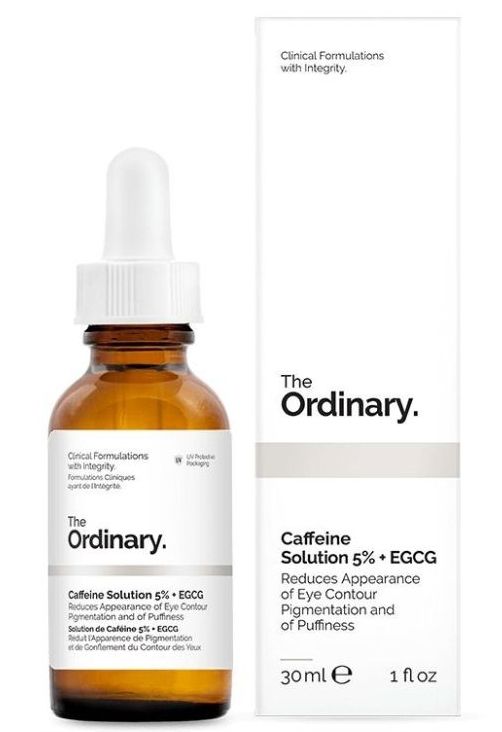 Clinical Formulations
with Integrity.
The
Ordinary.
Caffeine
Solution 5% + EGCG
Reduces Appearance
of Eye Contour
Pigmentation and
of Puffiness
30 ml ℮ 1 fl oz
Clinical Formulations
with Integrity.
Formulations Cliniques
ayant de l'Intégrité.
UV Protective
Packaging
The
Ordinary.
Caffeine Solution 5% + EGCG
Reduces Appearance of Eye Contour
Pigmentation and of Puffiness
Solution de Caféine 5% + EGCG
Réduit l'Apparence de Pigmentation
et de Gonflement du Contour des Yeux